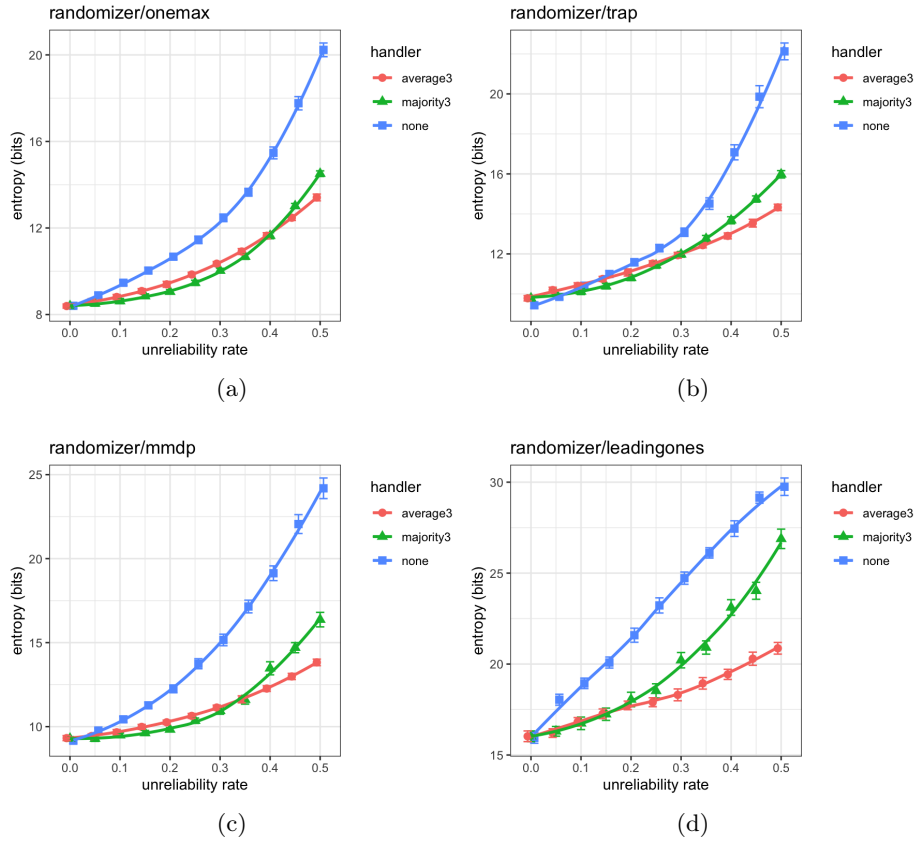 randomizer/onemax
20
16
12
8
0.0 0.1 0.2 0.3 0.4 0.5
unreliability rate
entropy (bits)
handler
average3
majority3
none
(a)
randomizer/trap
20
16
12
0.0 0.1 0.2 0.3 0.4 0.5
unreliability rate
entropy (bits)
handler
average3
majority3
none
(b)
randomizer/mmdp
25
20
15
10
0.0 0.1 0.2 0.3 0.4 0.5
unreliability rate
entropy (bits)
handler
average3
majority3
none
(c)
randomizer/leadingones
30
25
20
15
0.0 0.1 0.2 0.3 0.4 0.5
unreliability rate
entropy (bits)
handler
average3
majority3
none
(d)